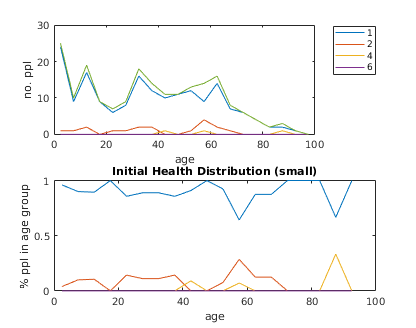 30
20
10
0
no. ppl
0 20 40 60 80 100
age
1
2
4
6
Initial Health Distribution (small)
1
0.5
0
% ppl in age group
0 20 40 60 80 100
age